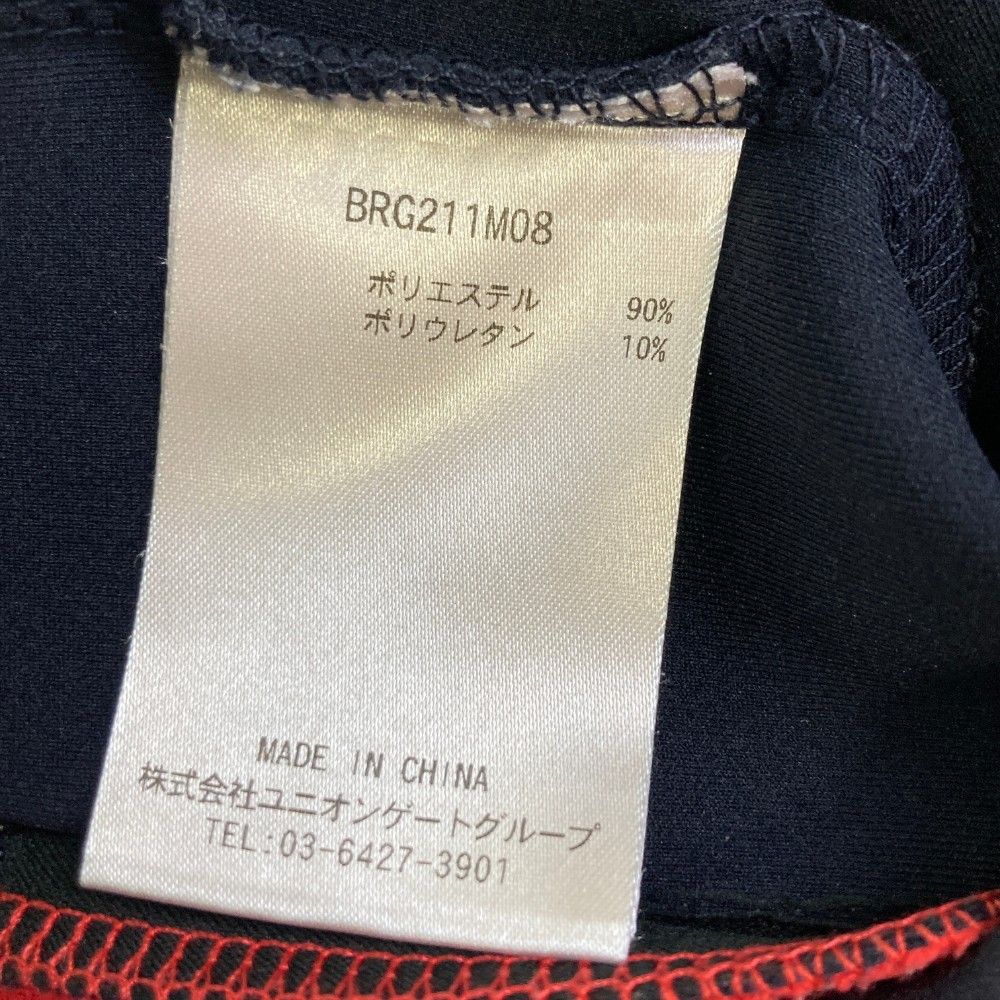 BRG211M08
ポリエステル 90%
ポリウレタン 10%
MADE IN CHINA
株式会社ユニオンゲートグループ
TEL:03-6427-3901